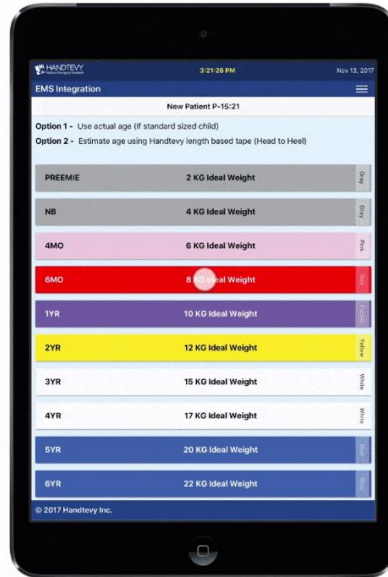 HANDTEVY
3:21:26 PM
Nov 13, 2017
EMS Integration
New Patient P-15:21
Option 1 - Use actual age (If standard sized child)
Option 2 - Estimate age using Handtevy length based tape (Head to Heel)
PREEMIE 2 KG Ideal Weight Gray
NB 4 KG Ideal Weight Grey
4MO 6 KG Ideal Weight Pink
6MO 8 KG Ideal Weight Red
1YR 10 KG Ideal Weight Purple
2YR 12 KG Ideal Weight Yellow
3YR 15 KG Ideal Weight White
4YR 17 KG Ideal Weight White
5YR 20 KG Ideal Weight Blue
6YR 22 KG Ideal Weight Blue
© 2017 Handtevy Inc.